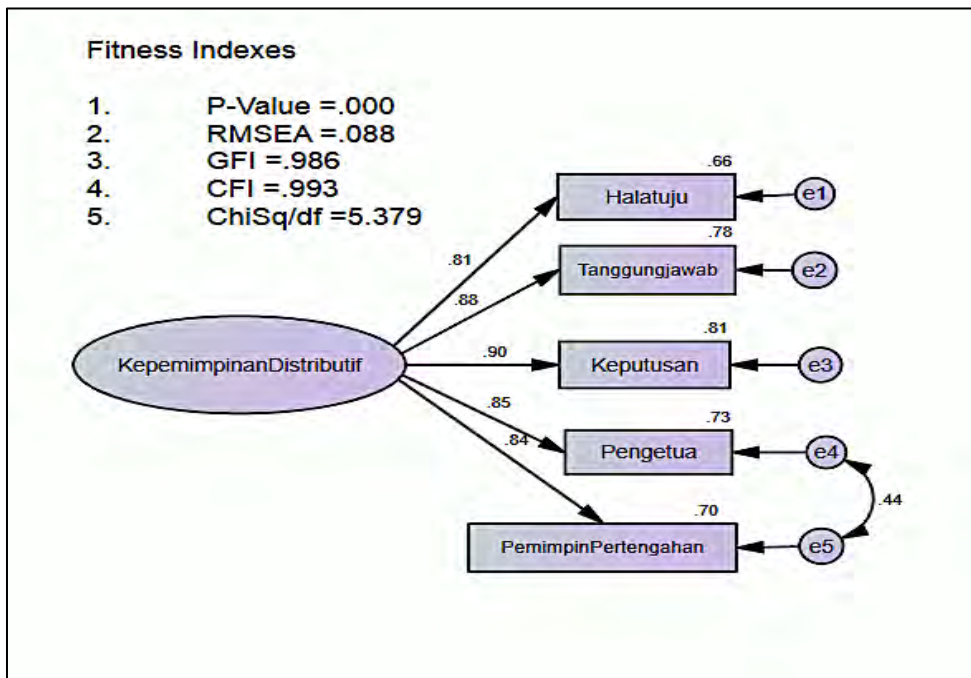 Fitness Indexes
1. P-Value =.000
2. RMSEA =.088
3. GFI =.986
4. CFI =.993
5. ChiSq/df =5.379
.66
Halatuju
e1
.81
.78
Tanggungjawab
e2
.88
KepemimpinanDistributif
.90
.81
Keputusan
e3
.85
.73
Pengetua
e4
.84
.44
.70
PemimpinPertengahan
e5